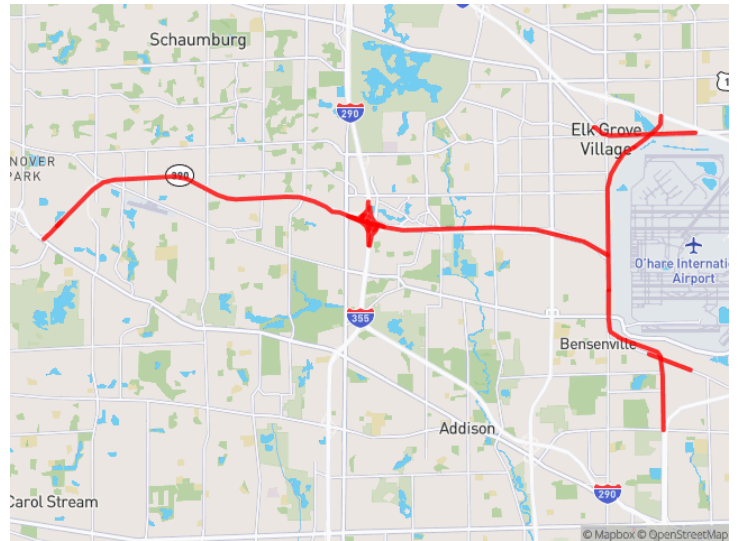 Schaumburg
290
1
Elk Grove
Village
NOVER
PARK
390
O'hare Internati
Airport
355
Bensenville
Addison
290
Carol Stream
© Mapbox © OpenStreetMap